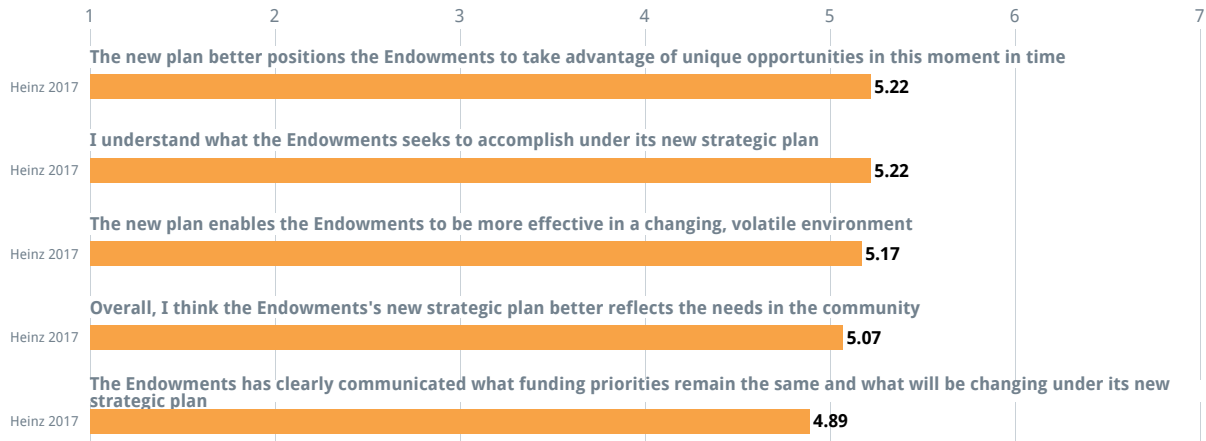 1 2 3 4 5 6 7
The new plan better positions the Endowments to take advantage of unique opportunities in this moment in time
Heinz 2017 5.22
I understand what the Endowments seeks to accomplish under its new strategic plan
Heinz 2017 5.22
The new plan enables the Endowments to be more effective in a changing, volatile environment
Heinz 2017 5.17
Overall, I think the Endowments's new strategic plan better reflects the needs in the community
Heinz 2017 5.07
The Endowments has clearly communicated what funding priorities remain the same and what will be changing under its new
strategic plan
Heinz 2017 4.89